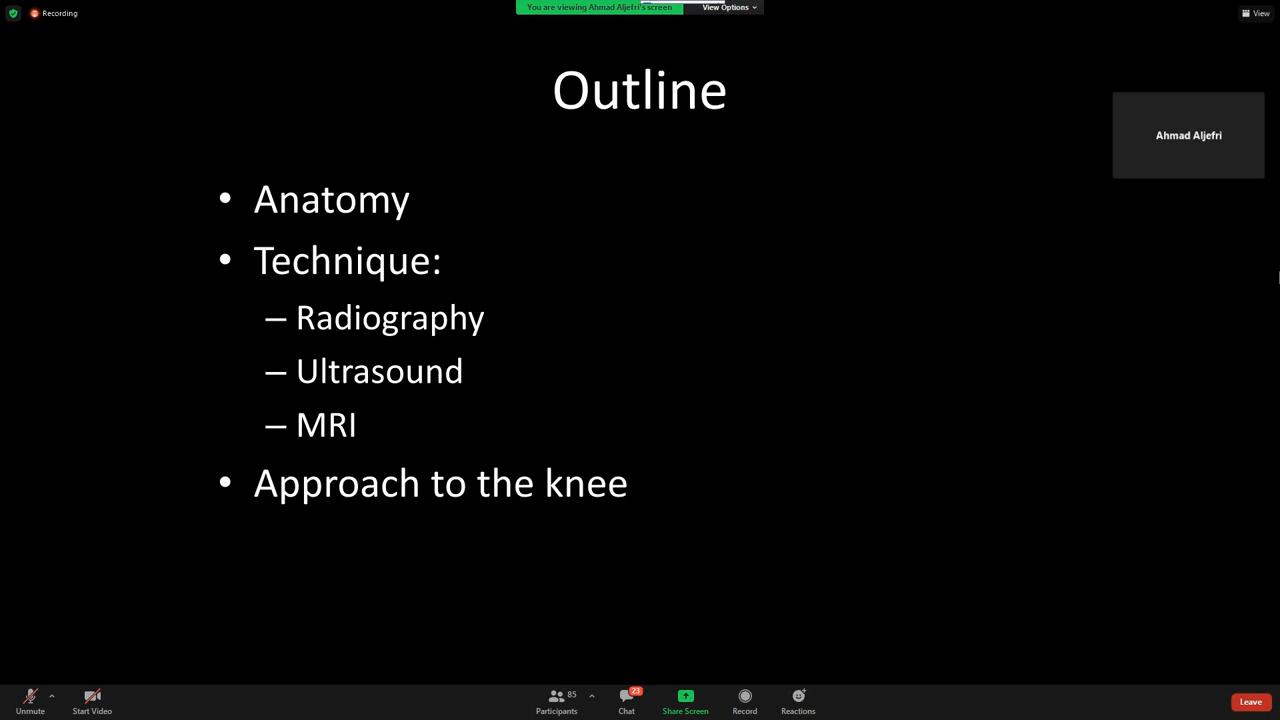 Recording
You are viewing Ahmad Aljefri's screen
View Options
View
Outline
Ahmad Aljefri
• Anatomy
• Technique:
– Radiography
– Ultrasound
– MRI
• Approach to the knee
Unmute
Start Video
85
Participants
23
Chat
Share Screen
Record
Reactions
Leave